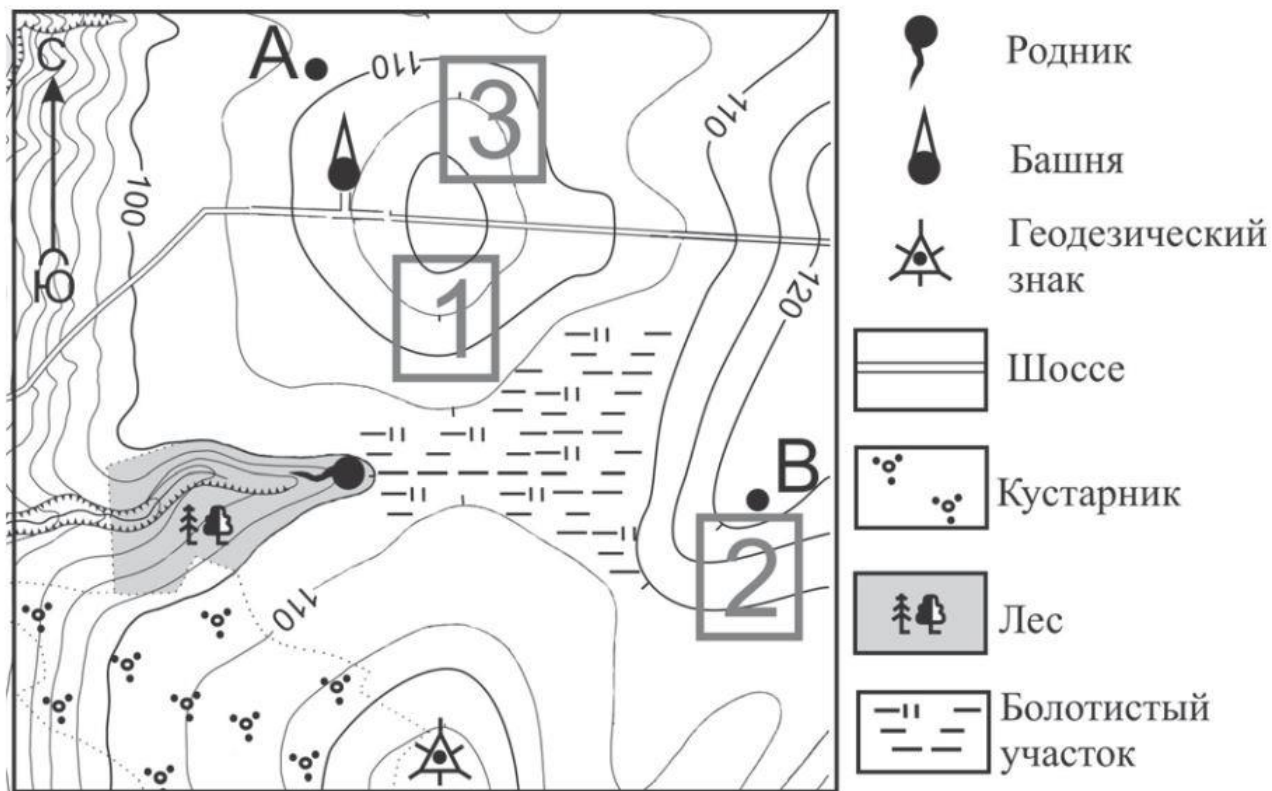 С
Ю
А
110
3
110
100
120
1
В
2
110
Родник
Башня
Геодезический
знак
Шоссе
Кустарник
Лес
Болотистый
участок